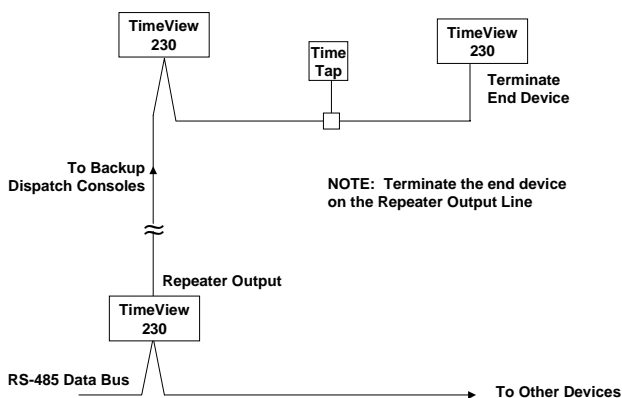 TimeView
230
Time
Tap
TimeView
230
Terminate
End Device
To Backup
Dispatch Consoles
NOTE:  Terminate the end device
on the Repeater Output Line
Repeater Output
TimeView
230
RS-485 Data Bus
To Other Devices